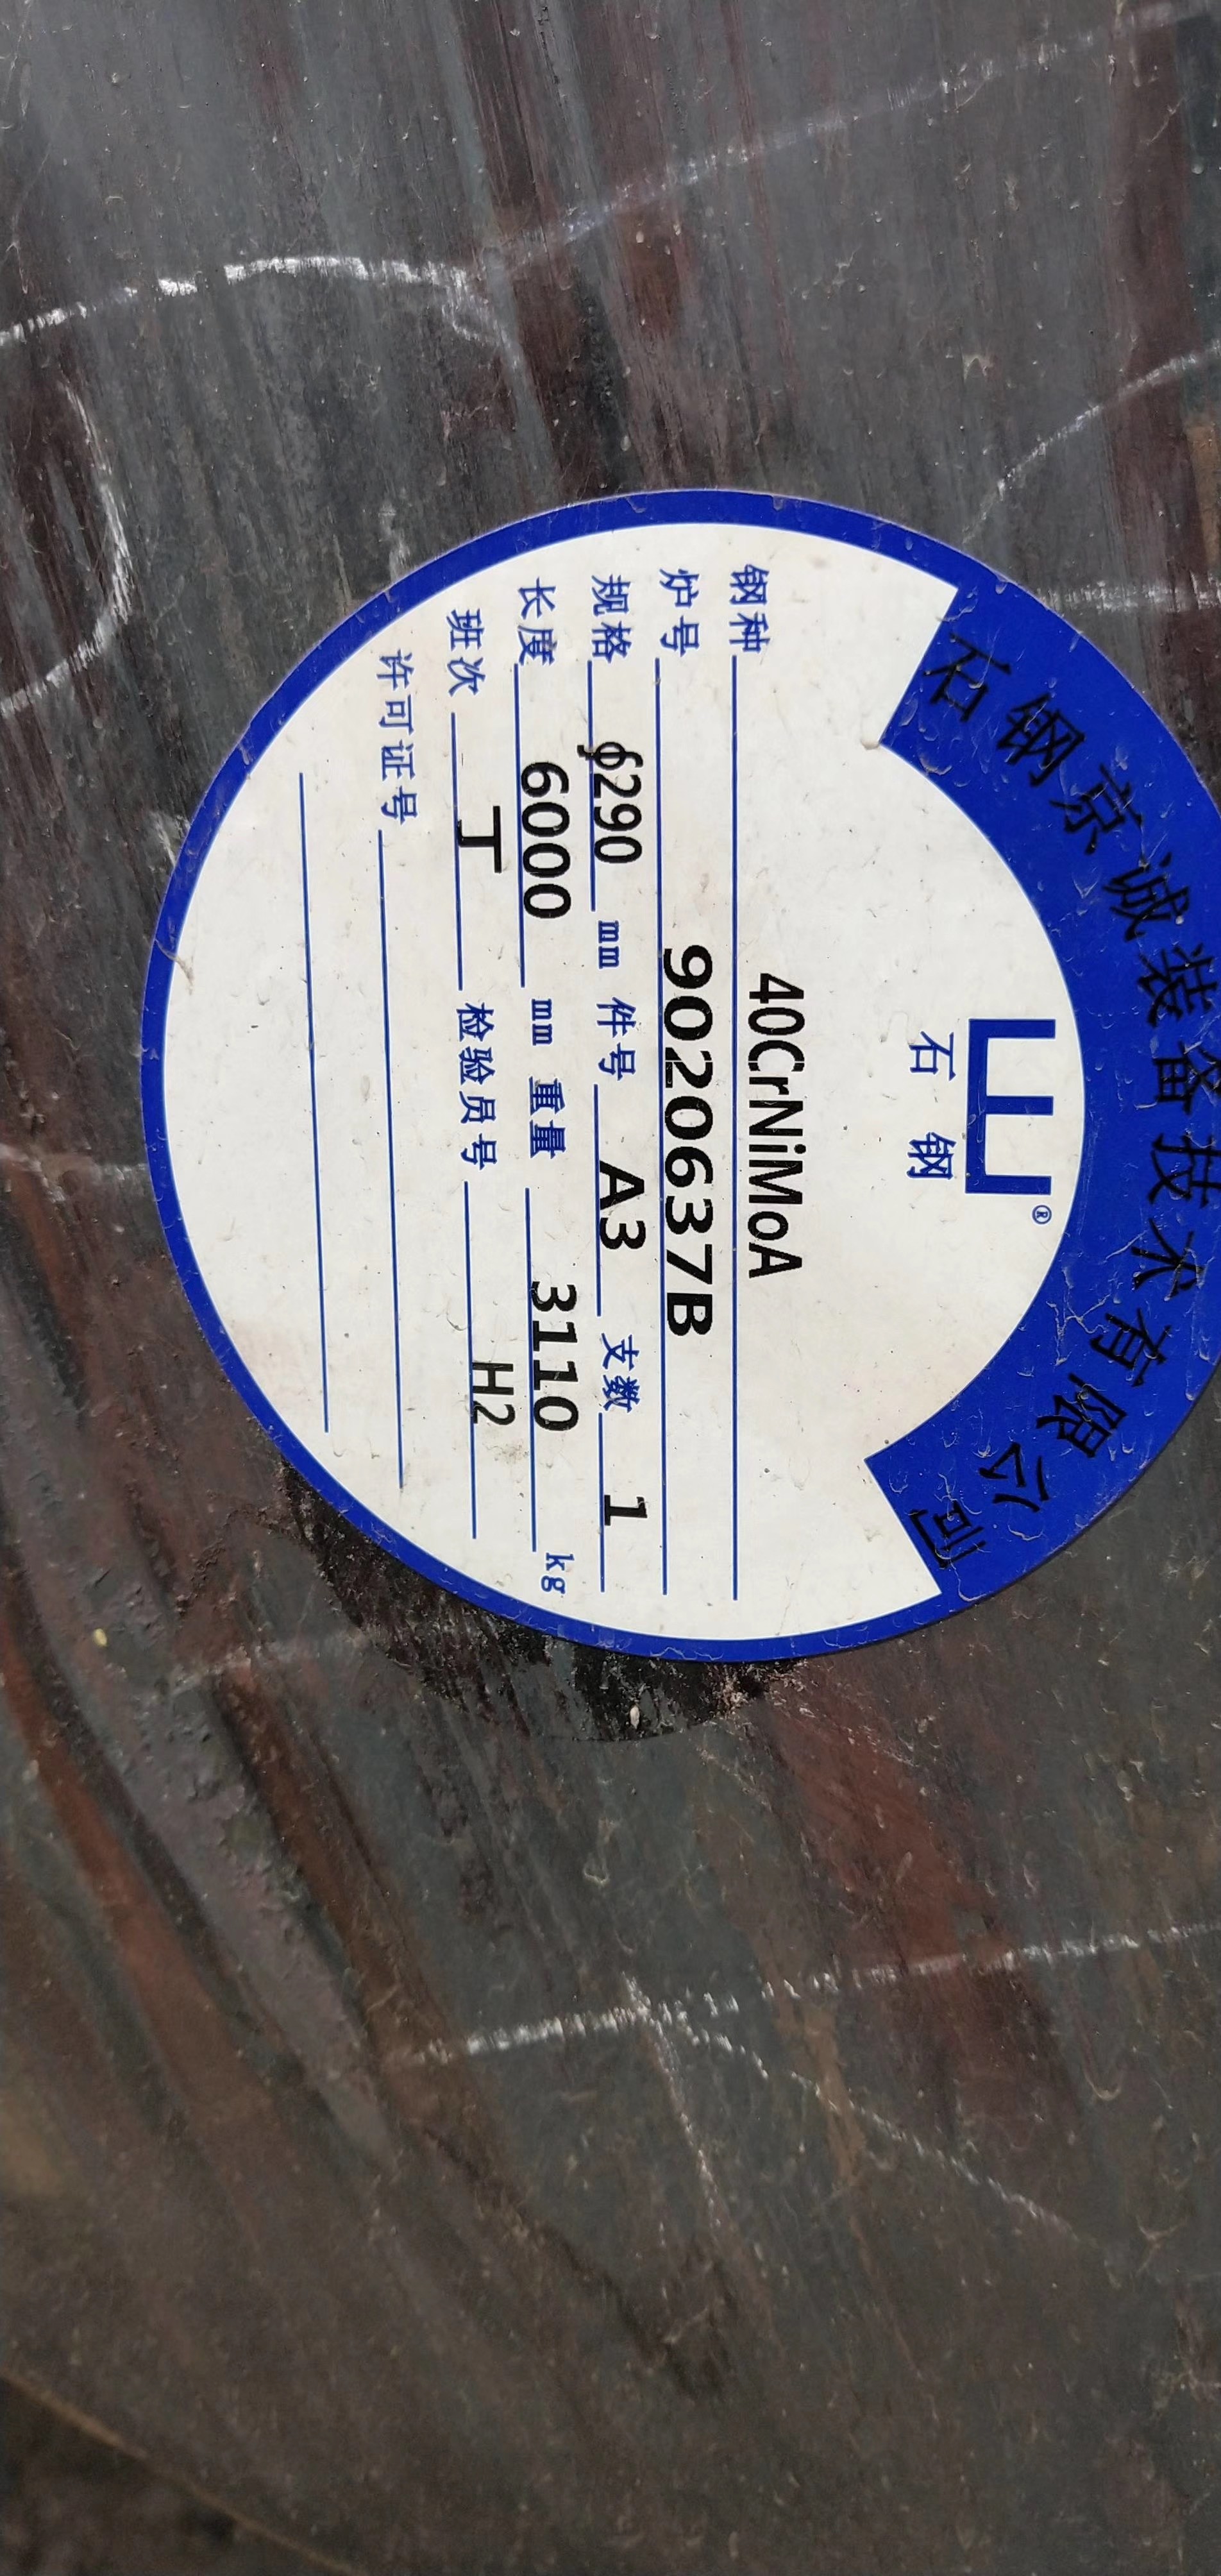 石钢京诚装备技术有限公司
®
石钢
钢种 40CrNiMoA
炉号 9020637B
规格 ϕ290 mm 件号 A3 支数 1
长度 6000 mm 重量 3110 kg
班次 丁 检验员号 H2
许可证号